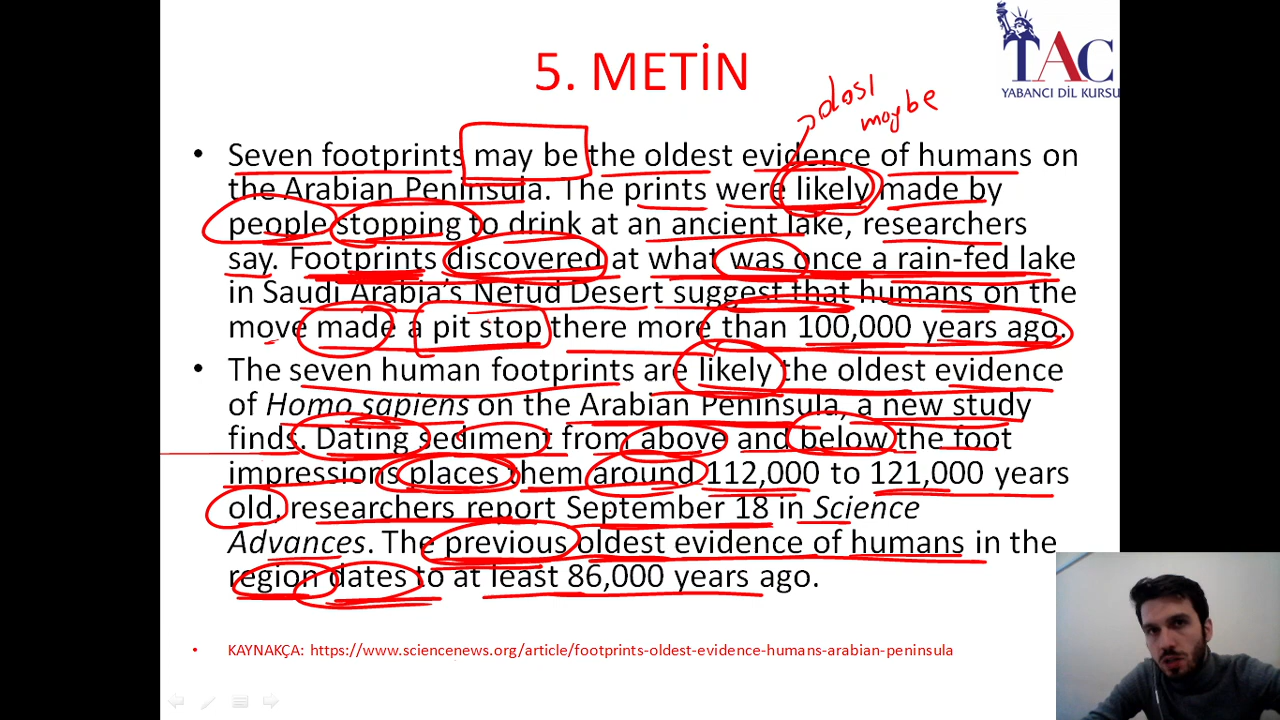 TAC
YABANCI DİL KURSU
5. METİN
olası
maybe
• Seven footprints may be the oldest evidence of humans on
the Arabian Peninsula. The prints were likely made by
people stopping to drink at an ancient lake, researchers
say. Footprints discovered at what was once a rain-fed lake
in Saudi Arabia's Nefud Desert suggest that humans on the
move made a pit stop there more than 100,000 years ago.
• The seven human footprints are likely the oldest evidence
of Homo sapiens on the Arabian Peninsula, a new study
finds. Dating sediment from above and below the foot
impressions places them around 112,000 to 121,000 years
old, researchers report September 18 in Science
Advances. The previous oldest evidence of humans in the
region dates to at least 86,000 years ago.
• KAYNAKÇA: https://www.sciencenews.org/article/footprints-oldest-evidence-humans-arabian-peninsula